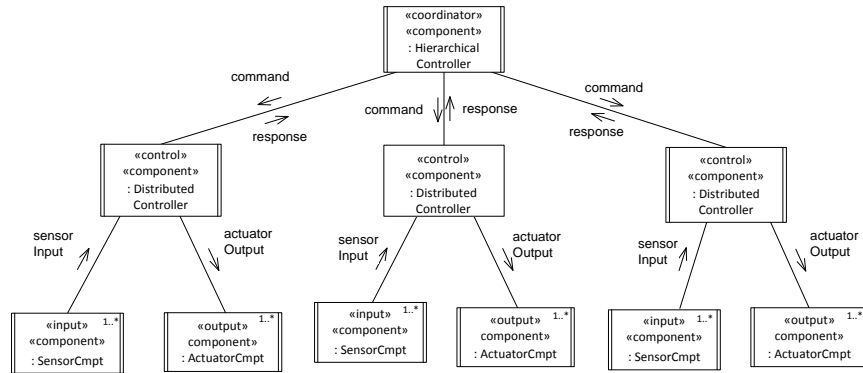 «coordinator»
«component»
: Hierarchical
Controller
command
response
command
response
command
response
«control»
«component»
: Distributed
Controller
«control»
«component»
: Distributed
Controller
«control»
«component»
: Distributed
Controller
sensor
Input
actuator
Output
sensor
Input
actuator
Output
sensor
Input
actuator
Output
«input» 1..*
«component»
: SensorCmpt
«output» 1..*
component»
: ActuatorCmpt
«input» 1..*
«component»
: SensorCmpt
«output» 1..*
component»
: ActuatorCmpt
«input» 1..*
«component»
: SensorCmpt
«output» 1..*
component»
: ActuatorCmpt